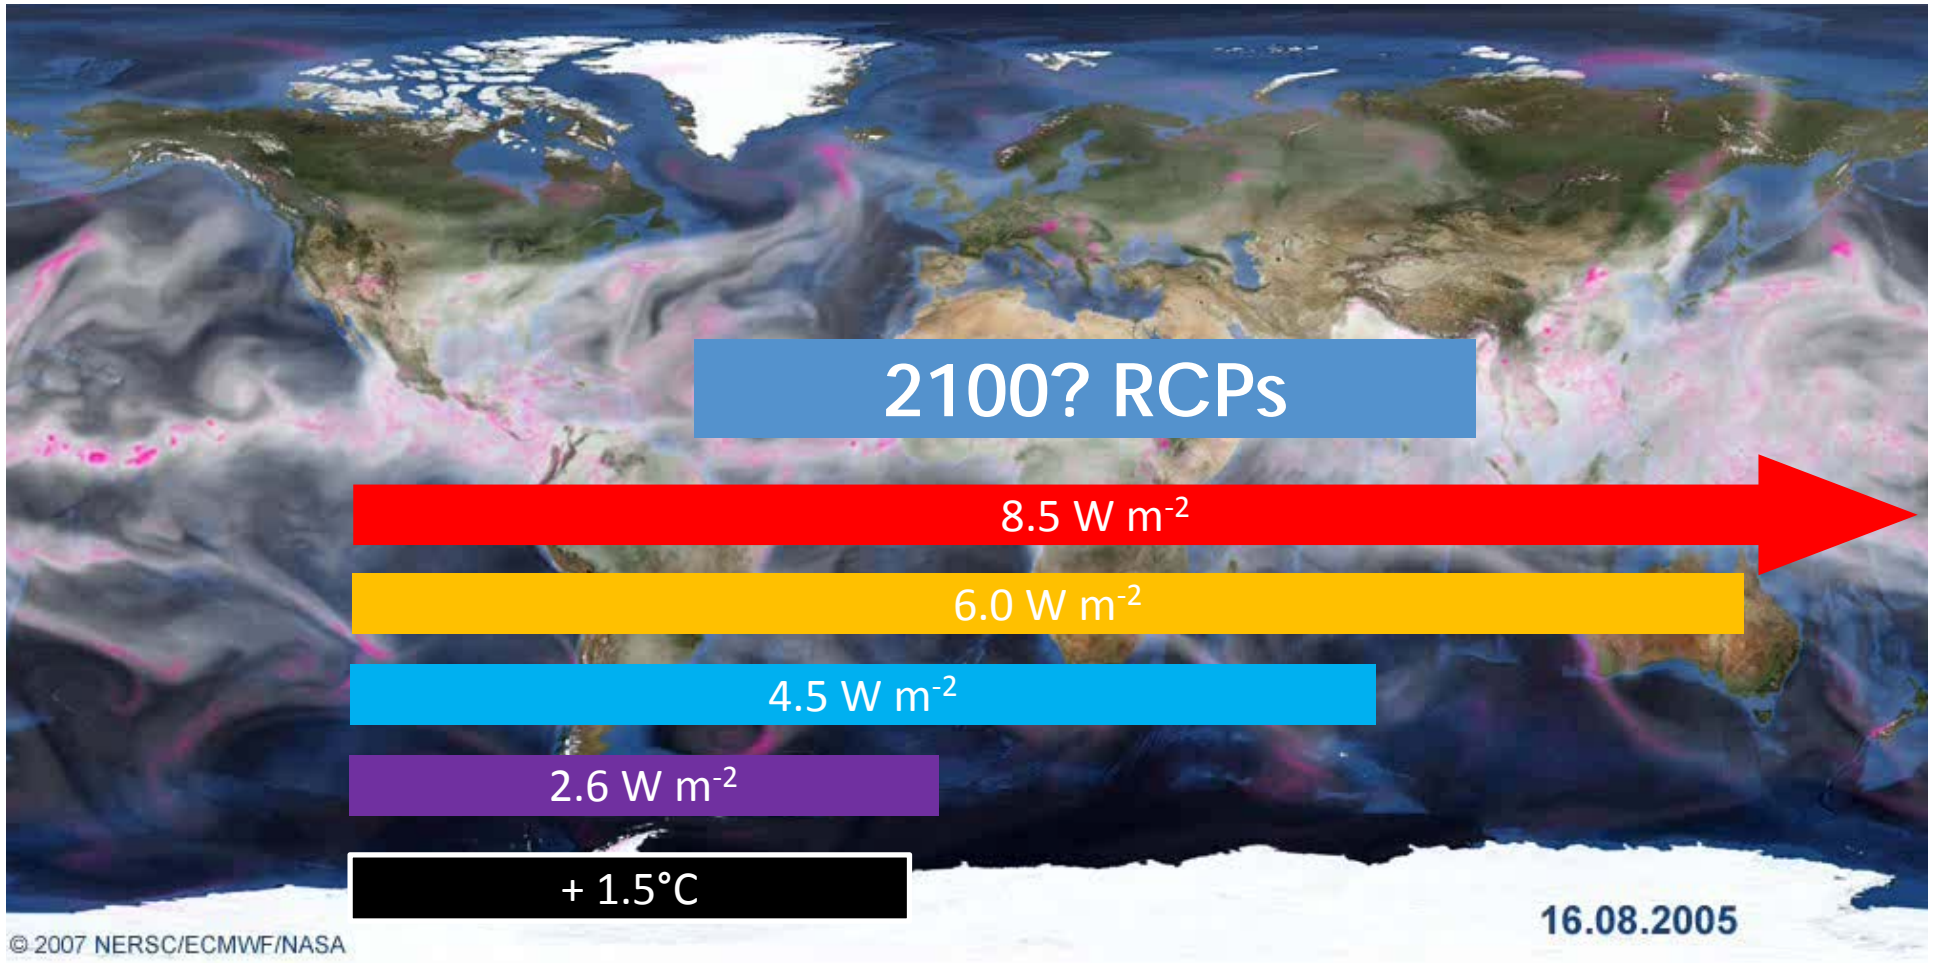 2100? RCPs
8.5 W m⁻²
6.0 W m⁻²
4.5 W m⁻²
2.6 W m⁻²
+ 1.5°C
16.08.2005
© 2007 NERSC/ECMWF/NASA